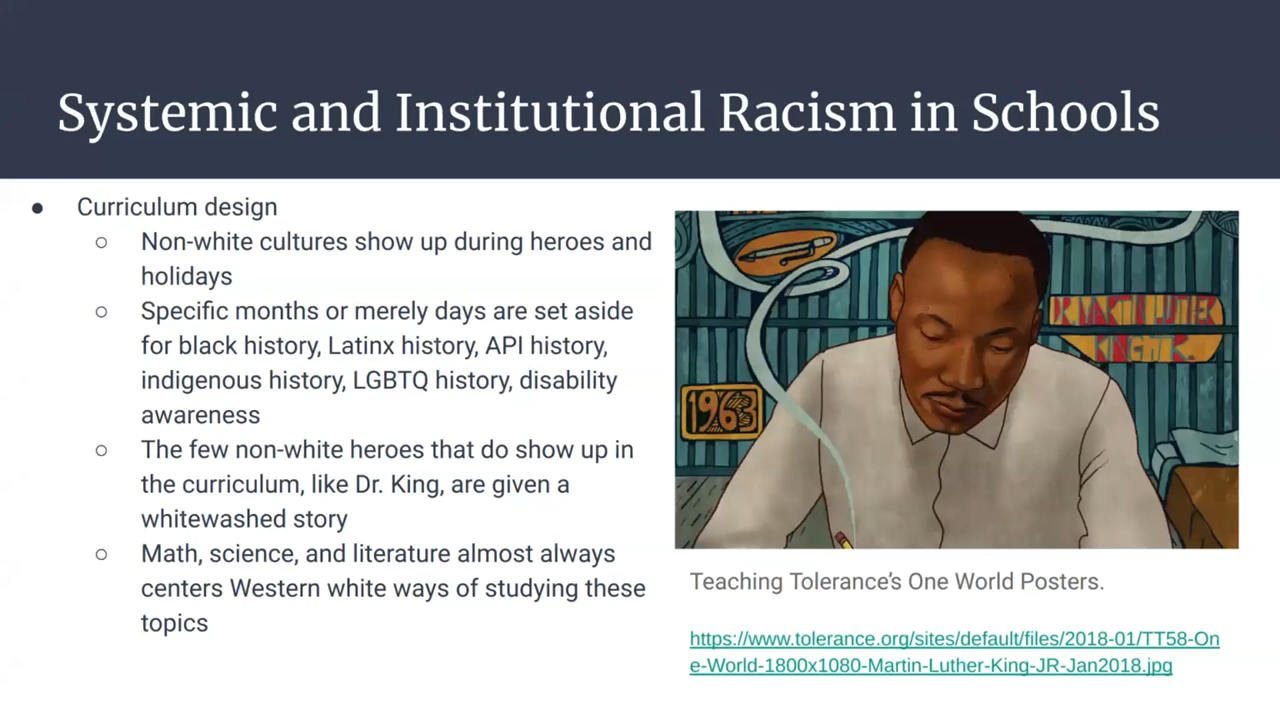 Systemic and Institutional Racism in Schools
● Curriculum design
○ Non-white cultures show up during heroes and
holidays
○ Specific months or merely days are set aside
for black history, Latinx history, API history,
indigenous history, LGBTQ history, disability
awareness
○ The few non-white heroes that do show up in
the curriculum, like Dr. King, are given a
whitewashed story
○ Math, science, and literature almost always
centers Western white ways of studying these
topics
DR. MARTIN LUTHER
KING JR.
1963
Teaching Tolerance's One World Posters.
https://www.tolerance.org/sites/default/files/2018-01/TT58-On
e-World-1800x1080-Martin-Luther-King-JR-Jan2018.jpg